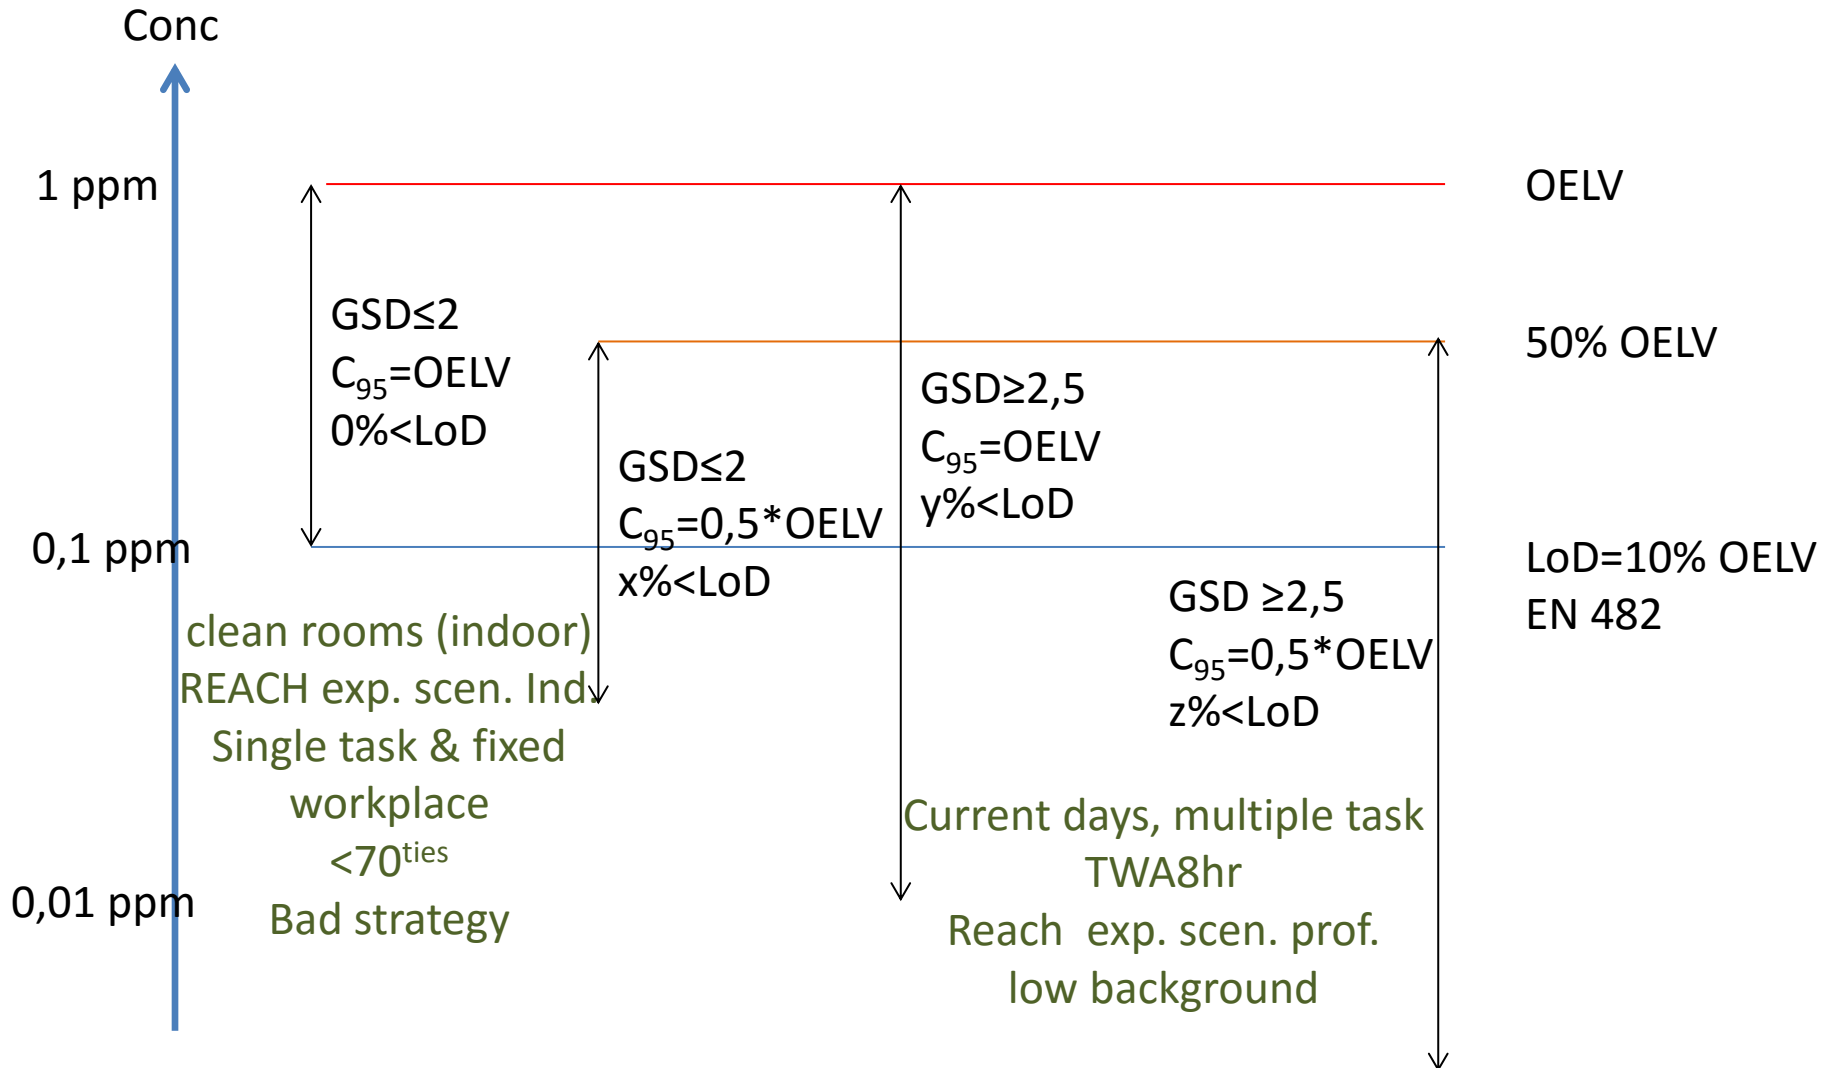 Conc
1 ppm
OELV
GSD≤2
C₉₅=OELV
0%<LoD
50% OELV
GSD≤2
C₉₅=0,5*OELV
x%<LoD
GSD≥2,5
C₉₅=OELV
y%<LoD
0,1 ppm
LoD=10% OELV
EN 482
GSD ≥2,5
C₉₅=0,5*OELV
z%<LoD
clean rooms (indoor)
REACH exp. scen. Ind.
Single task & fixed
workplace
<70ᵗⁱᵉˢ
Bad strategy
0,01 ppm
Current days, multiple task
TWA8hr
Reach exp. scen. prof.
low background